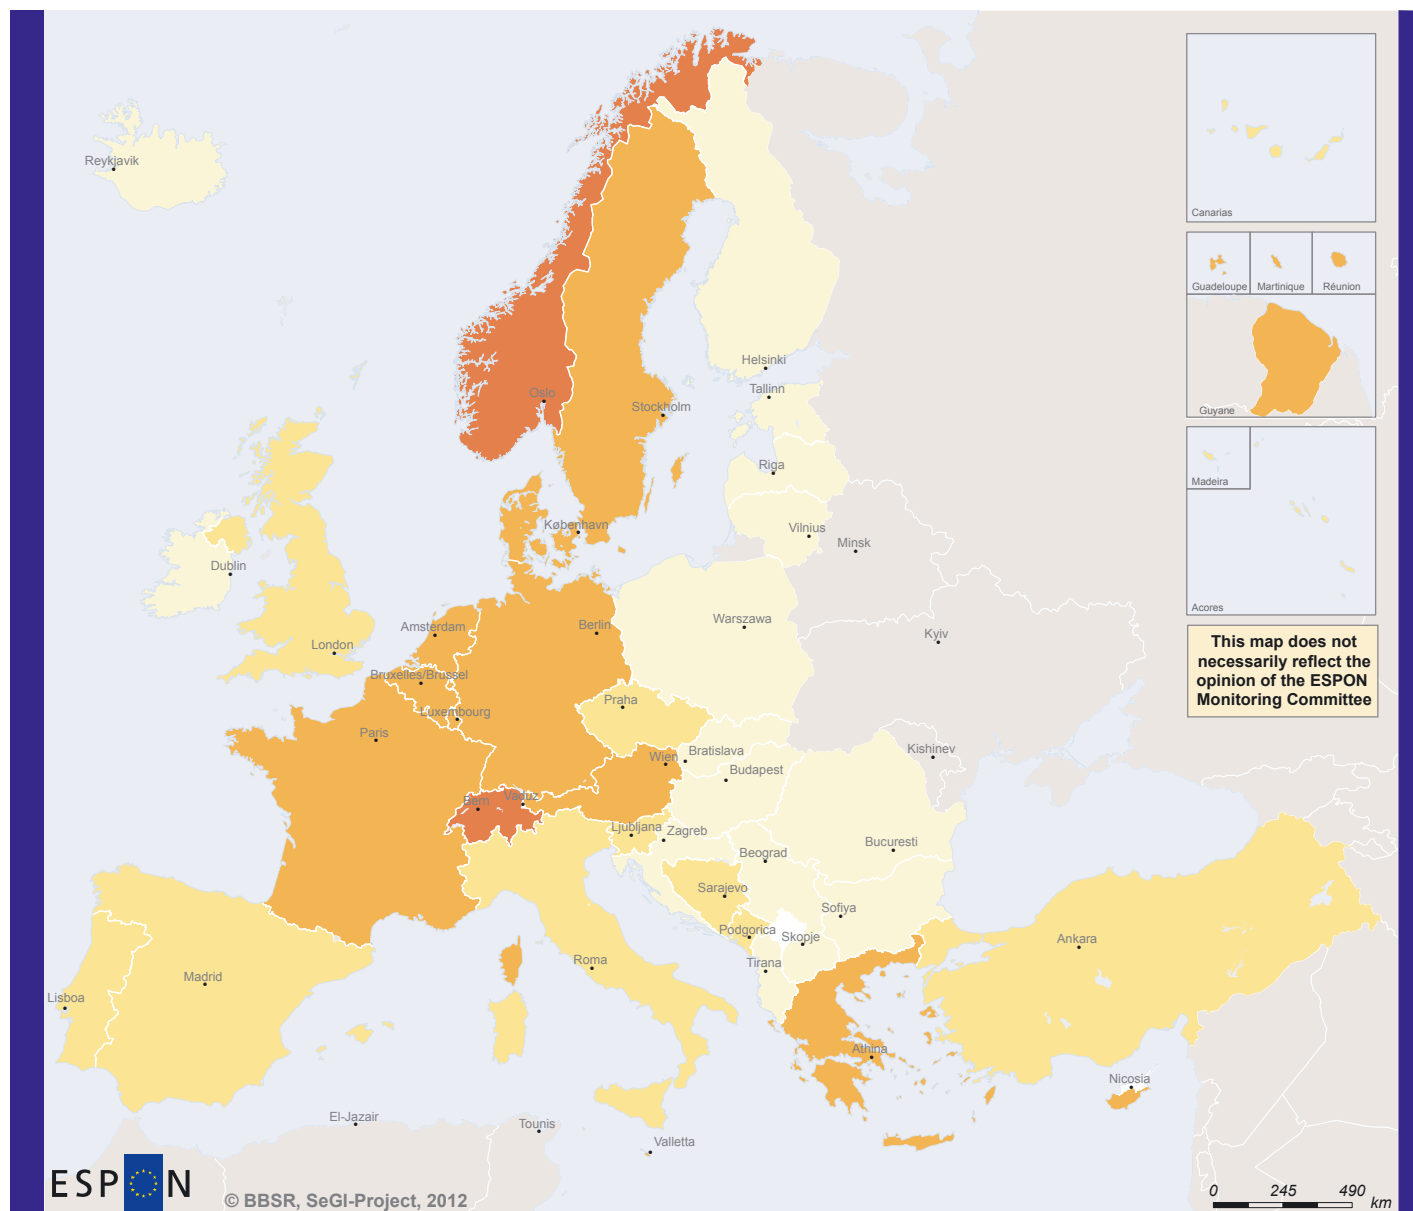 Reykjavik
Canarias
Guadeloupe
Martinique
Réunion
Guyane
Helsinki
Tallinn
Oslo
Stockholm
Riga
Madeira
København
Vilnius
Minsk
Dublin
Acores
Amsterdam
Berlin
Warszawa
Kyiv
London
This map does not
necessarily reflect the
opinion of the ESPON
Monitoring Committee
Bruxelles/Brussel
Praha
Luxembourg
Paris
Kishinev
Wien
Bratislava
Budapest
Bern
Vaduz
Ljubljana
Zagreb
Beograd
Bucuresti
Sarajevo
Sofiya
Podgorica
Skopje
Ankara
Tirana
Roma
Madrid
Lisboa
Athina
Nicosia
El-Jazair
Tounis
Valletta
ESPON
© BBSR, SeGI-Project, 2012
0 245 490
km